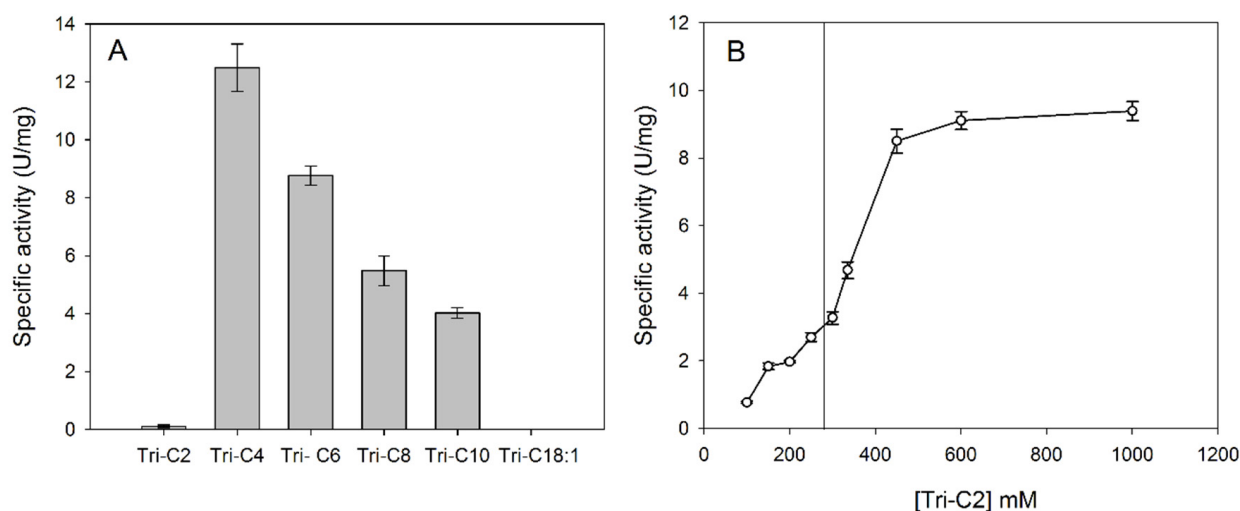 A
Specific activity (U/mg)
14
12
10
8
6
4
2
0
Tri-C2 Tri-C4 Tri- C6 Tri-C8 Tri-C10 Tri-C18:1
B
Specific activity (U/mg)
12
10
8
6
4
2
0
0 200 400 600 800 1000 1200
[Tri-C2] mM